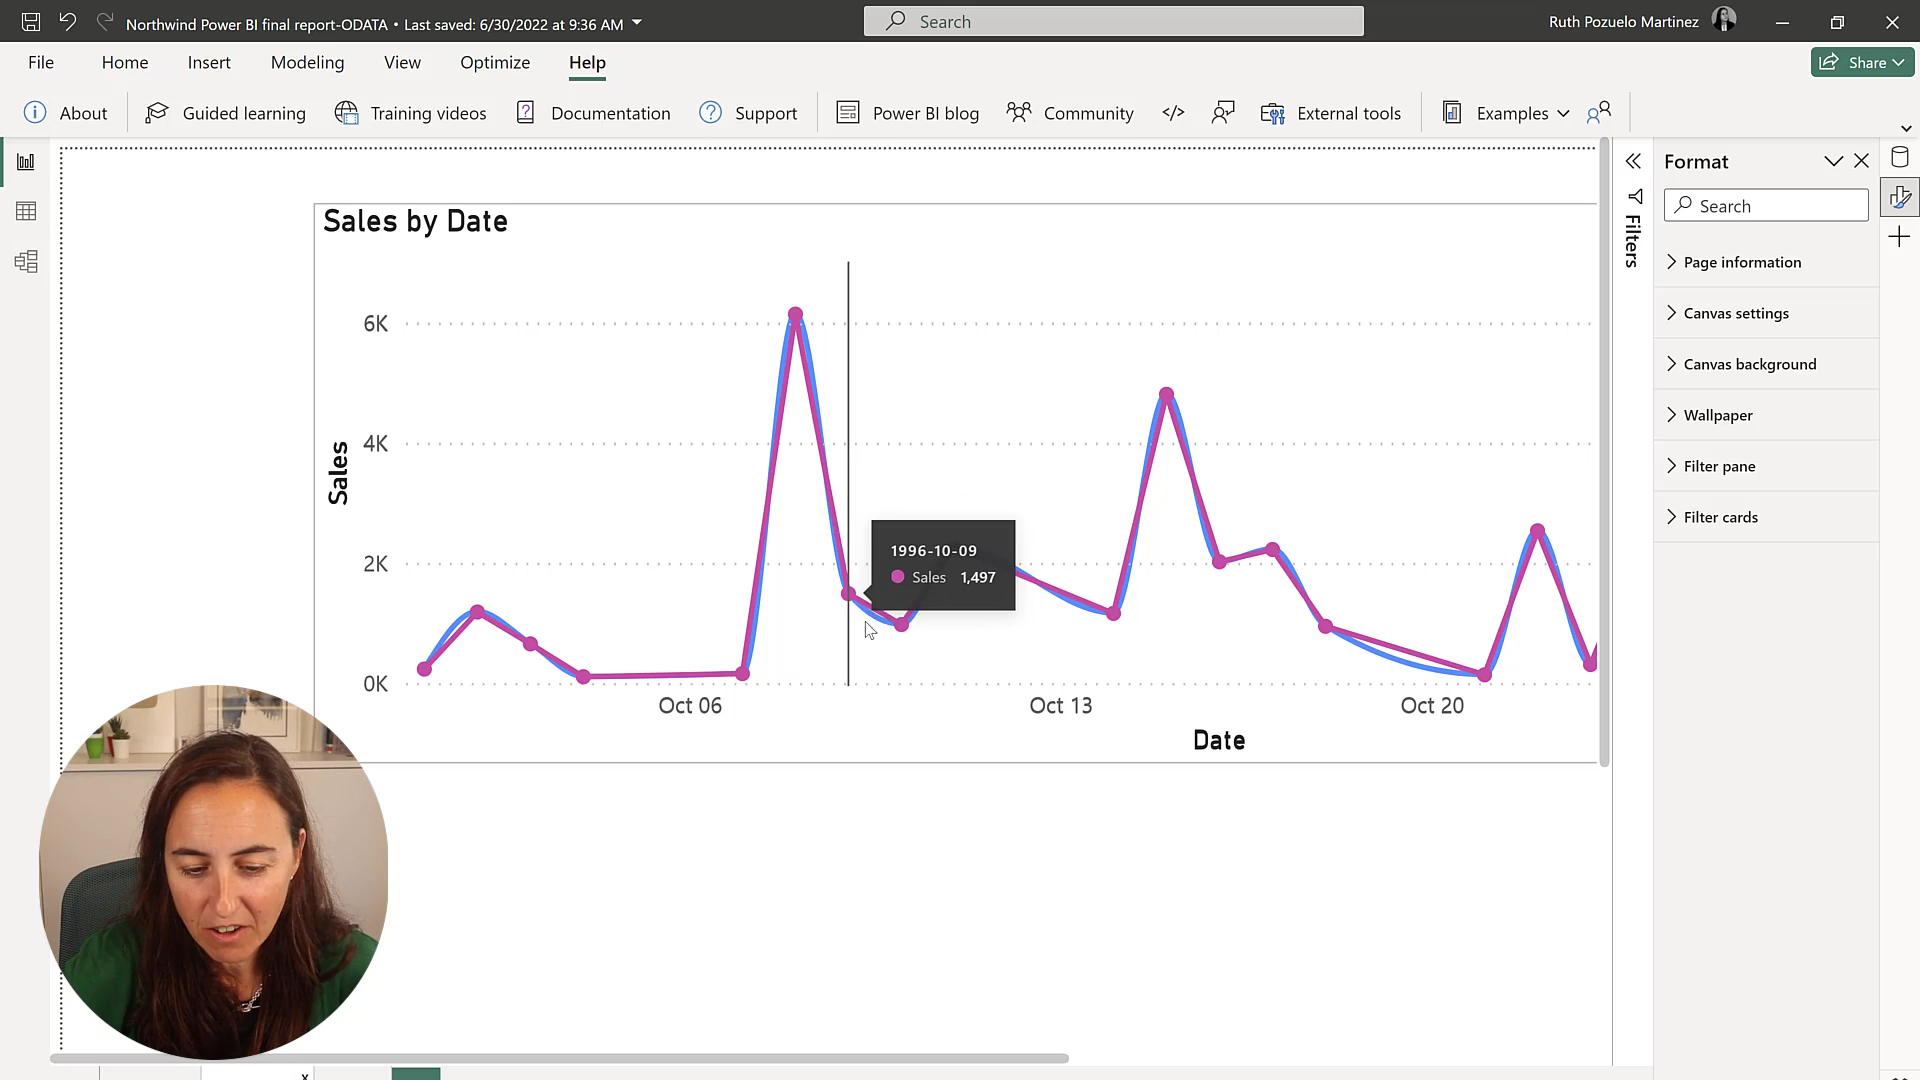 Northwind Power BI final report-ODATA • Last saved: 6/30/2022 at 9:36 AM
Search
Ruth Pozuelo Martinez
File Home Insert Modeling View Optimize Help
Share
About Guided learning Training videos Documentation Support Power BI blog Community </> External tools Examples
Format
Search
Filters
Page information
Canvas settings
Canvas background
Wallpaper
Filter pane
Filter cards
Sales by Date
Sales
6K
4K
2K
0K
1996-10-09
Sales 1,497
Oct 06 Oct 13 Oct 20
Date